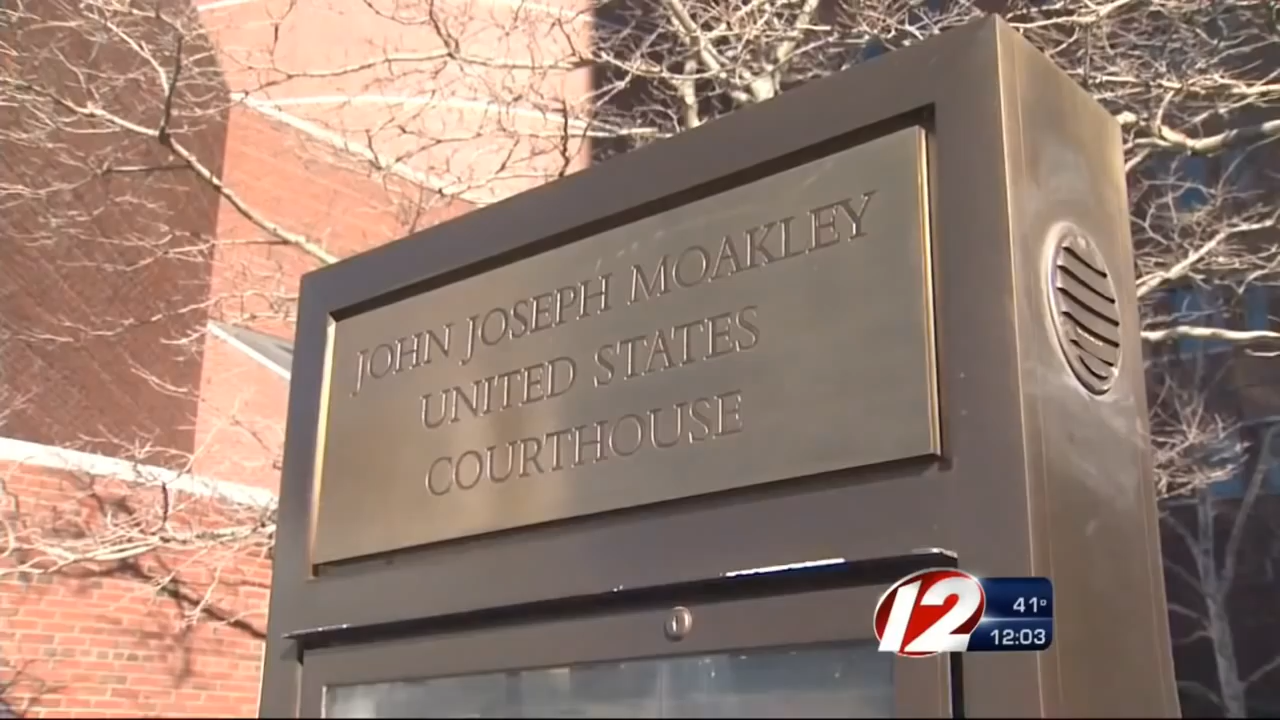 JOHN JOSEPH MOAKLEY
UNITED STATES
COURTHOUSE
12
41°
12:03